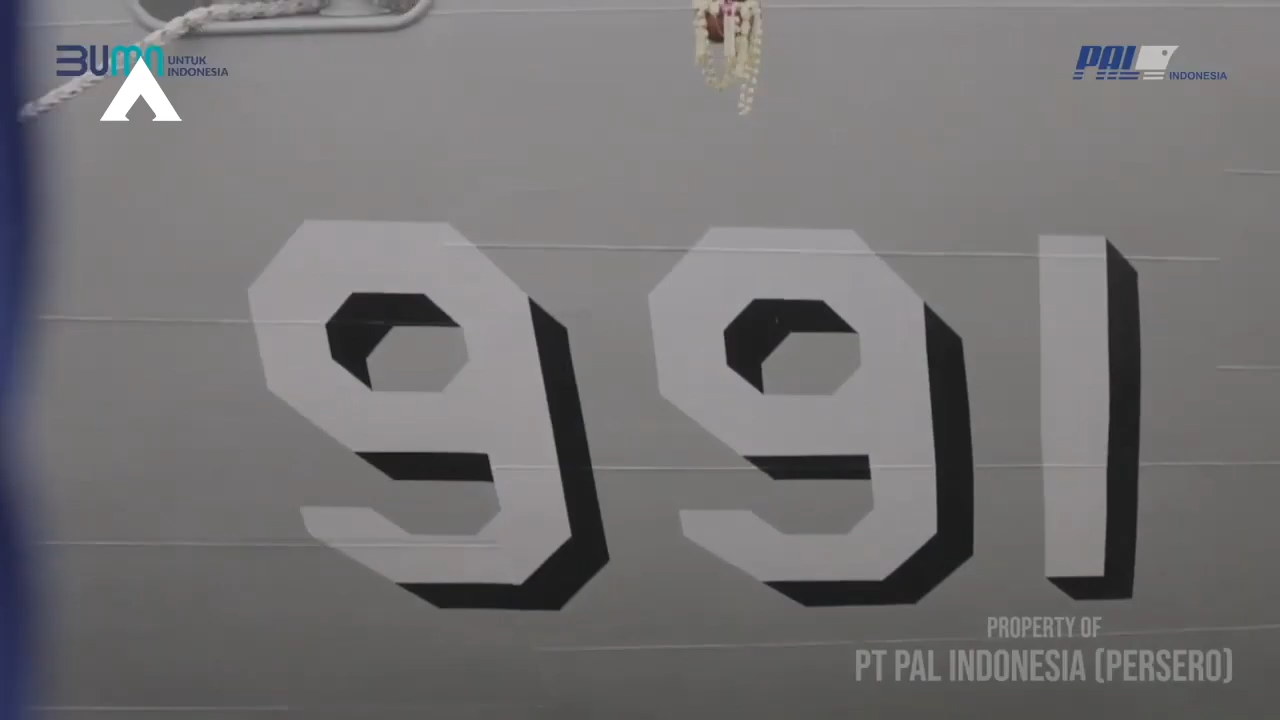 BUMN UNTUK
INDONESIA
PAL INDONESIA
991
PROPERTY OF
PT PAL INDONESIA (PERSERO)